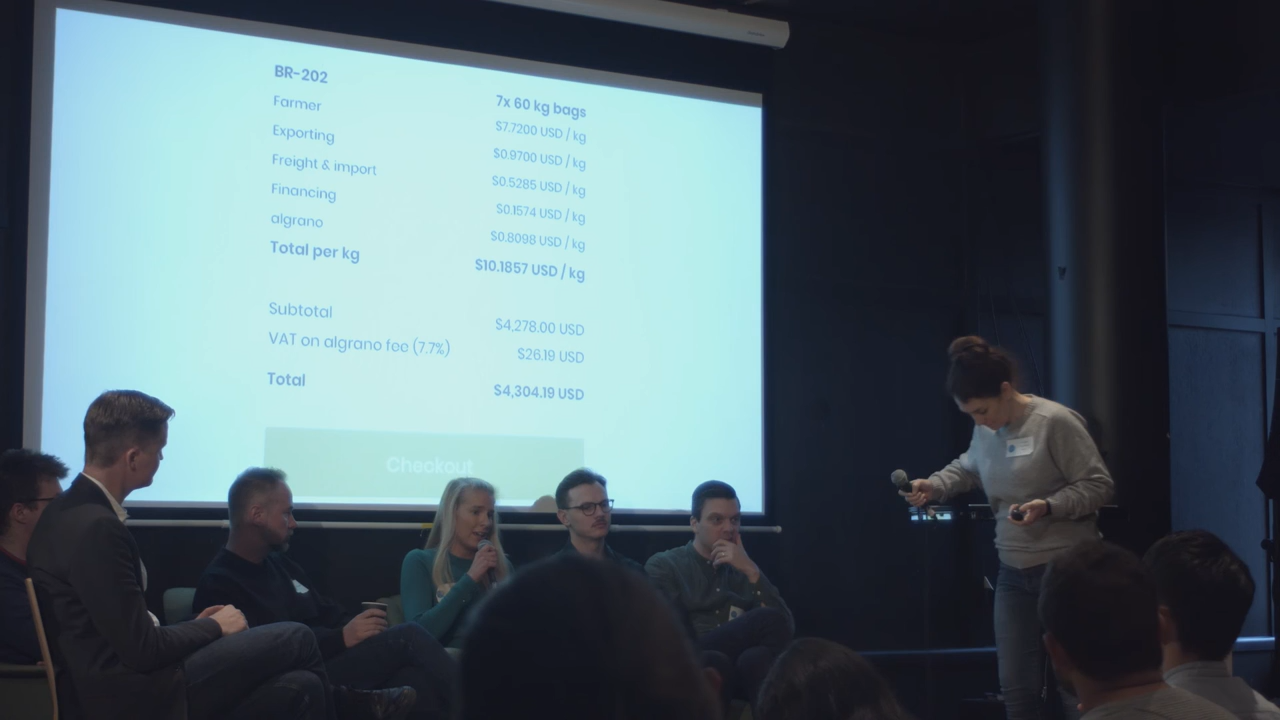 BR-202 7x 60 kg bags
Farmer $7.7200 USD / kg
Exporting $0.9700 USD / kg
Freight & import $0.5285 USD / kg
Financing $0.1574 USD / kg
algrano $0.8098 USD / kg
Total per kg $10.1857 USD / kg
Subtotal $4,278.00 USD
VAT on algrano fee (7.7%) $26.19 USD
Total $4,304.19 USD
Checkout